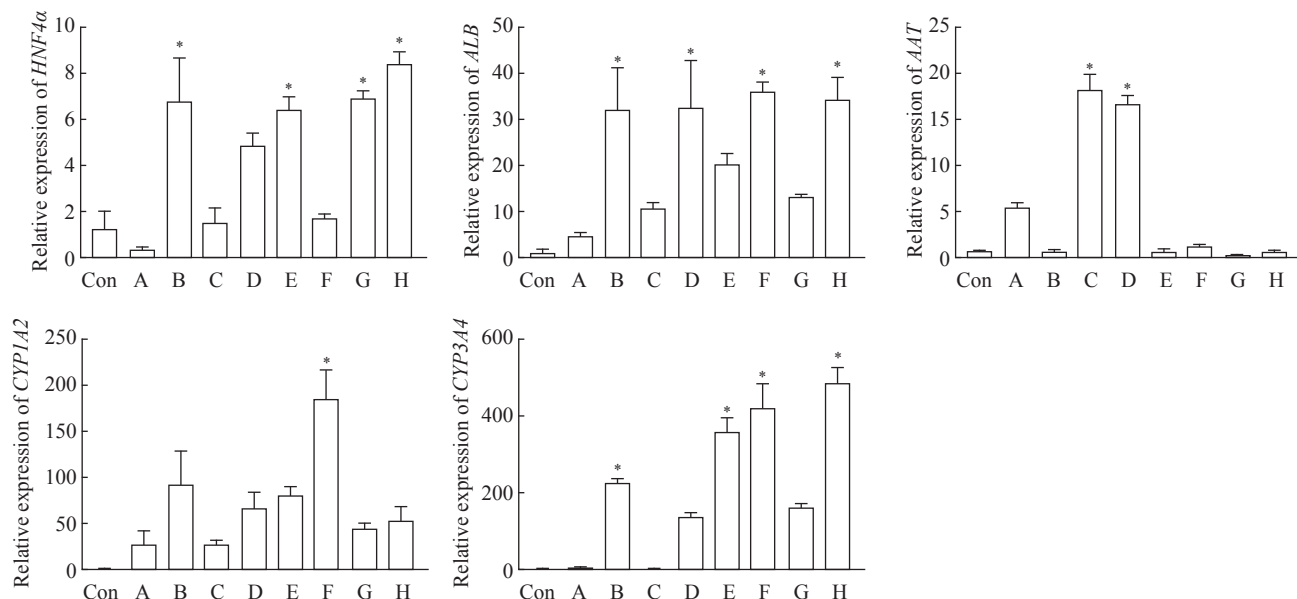 Relative expression of HNF4α
10
8
6
4
2
0
* * * *
Con A B C D E F G H
Relative expression of ALB
50
40
30
20
10
0
* * * *
Con A B C D E F G H
Relative expression of AAT
25
20
15
10
5
0
* *
Con A B C D E F G H
Relative expression of CYP1A2
250
200
150
100
50
0
*
Con A B C D E F G H
Relative expression of CYP3A4
600
400
200
0
* * * *
Con A B C D E F G H